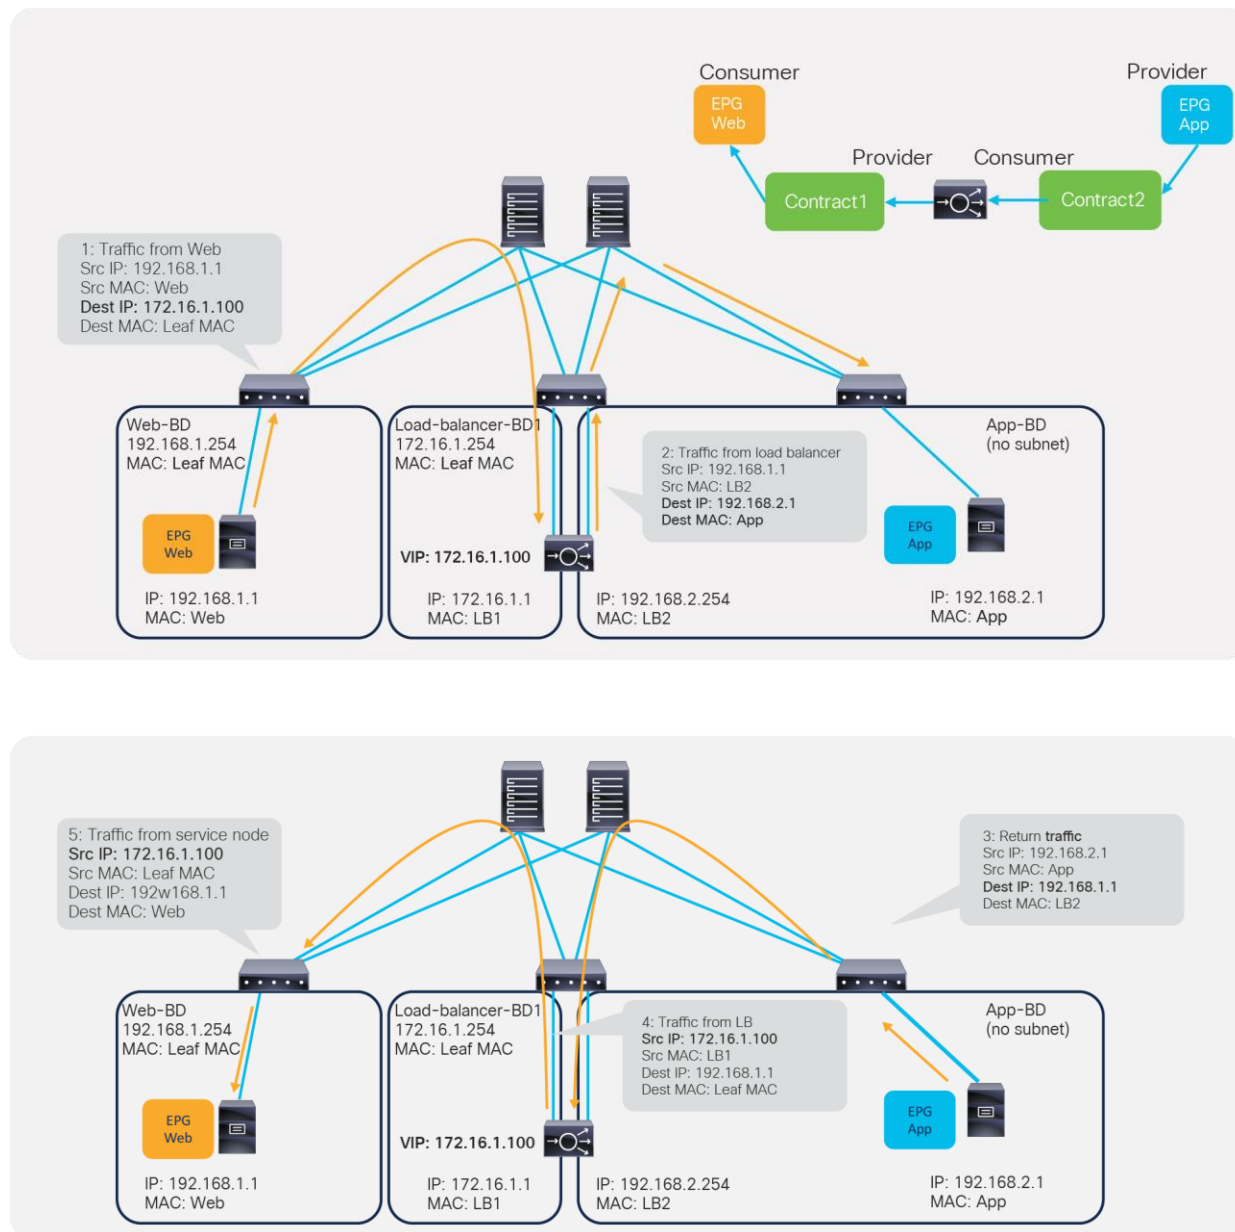 Consumer
Provider
EPG
Web
EPG
App
Provider
Consumer
Contract1
Contract2
1: Traffic from Web
Src IP: 192.168.1.1
Src MAC: Web
Dest IP: 172.16.1.100
Dest MAC: Leaf MAC
Web-BD
192.168.1.254
MAC: Leaf MAC
Load-balancer-BD1
172.16.1.254
MAC: Leaf MAC
App-BD
(no subnet)
2: Traffic from load balancer
Src IP: 192.168.1.1
Src MAC: LB2
Dest IP: 192.168.2.1
Dest MAC: App
EPG
Web
VIP: 172.16.1.100
EPG
App
IP: 192.168.1.1
MAC: Web
IP: 172.16.1.1
MAC: LB1
IP: 192.168.2.254
MAC: LB2
IP: 192.168.2.1
MAC: App
5: Traffic from service node
Src IP: 172.16.1.100
Src MAC: Leaf MAC
Dest IP: 192w168.1.1
Dest MAC: Web
3: Return traffic
Src IP: 192.168.2.1
Src MAC: App
Dest IP: 192.168.1.1
Dest MAC: LB2
Web-BD
192.168.1.254
MAC: Leaf MAC
Load-balancer-BD1
172.16.1.254
MAC: Leaf MAC
App-BD
(no subnet)
4: Traffic from LB
Src IP: 172.16.1.100
Src MAC: LB1
Dest IP: 192.168.1.1
Dest MAC: Leaf MAC
EPG
Web
VIP: 172.16.1.100
EPG
App
IP: 192.168.1.1
MAC: Web
IP: 172.16.1.1
MAC: LB1
IP: 192.168.2.254
MAC: LB2
IP: 192.168.2.1
MAC: App